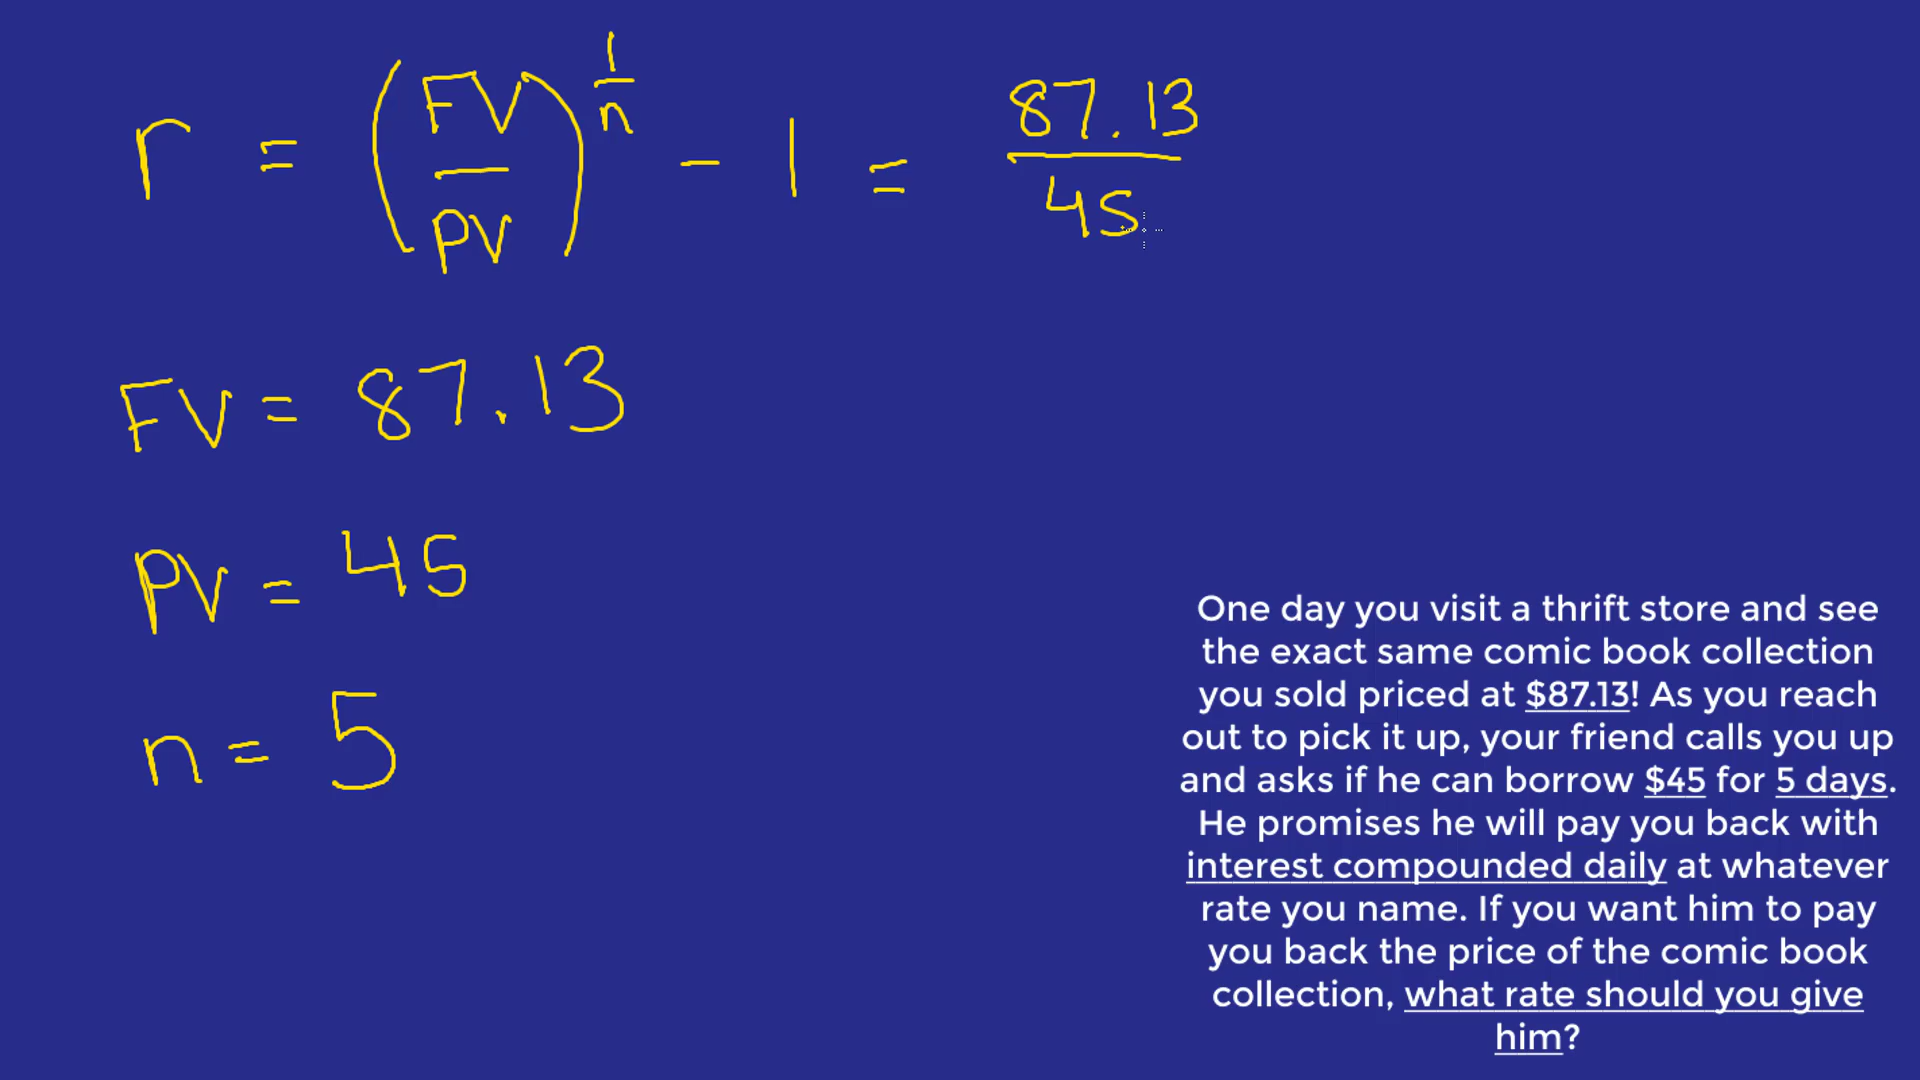 r = (FV/PV)^(1/n) - 1 = 87.13/45
FV = 87.13
PV = 45
n = 5
One day you visit a thrift store and see
the exact same comic book collection
you sold priced at $87.13! As you reach
out to pick it up, your friend calls you up
and asks if he can borrow $45 for 5 days.
He promises he will pay you back with
interest compounded daily at whatever
rate you name. If you want him to pay
you back the price of the comic book
collection, what rate should you give
him?